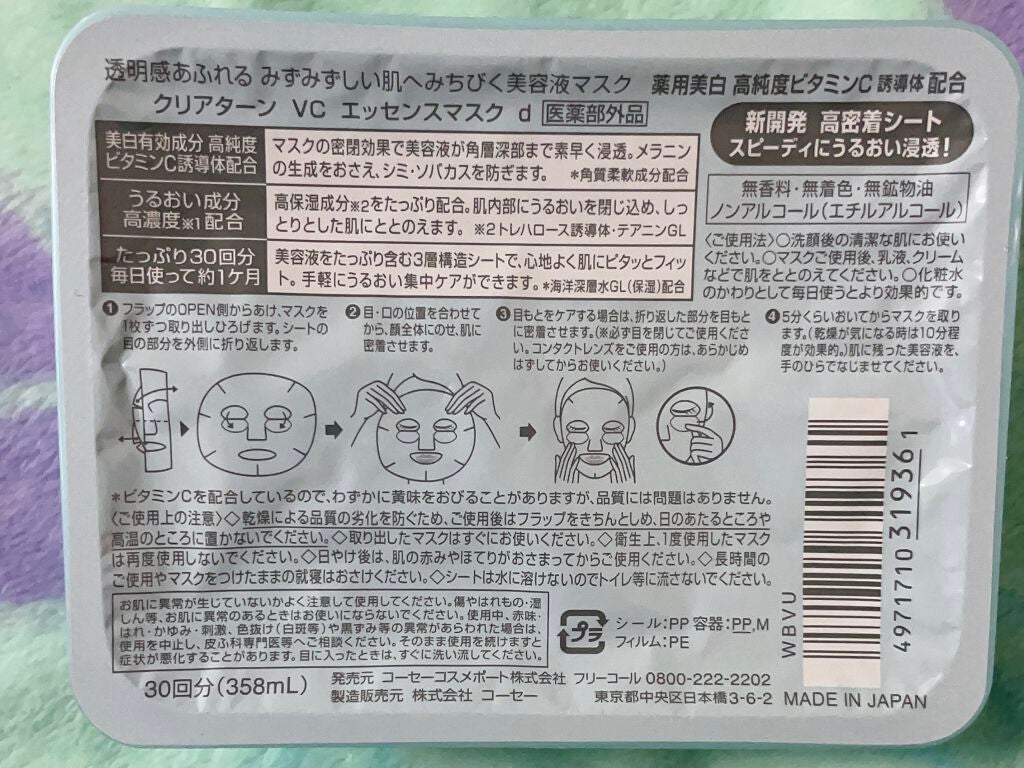 透明感あふれる みずみずしい肌へみちびく美容液マスク
クリアターン VC エッセンスマスク d 医薬部外品
薬用美白 高純度ビタミンC誘導体 配合
新開発 高密着シート
スピーディにうるおい浸透!
美白有効成分 高純度
ビタミンC誘導体配合
マスクの密閉効果で美容液が角層深部まで素早く浸透。メラニン
の生成をおさえ、シミ・ソバカスを防ぎます。 *角質柔軟成分配合
うるおい成分
高濃度※1配合
高保湿成分※2をたっぷり配合。肌内部にうるおいを閉じ込め、しっ
とりとした肌にととのえます。 ※2トレハロース誘導体・テアニンGL
たっぷり30回分
毎日使って約1ケ月
美容液をたっぷり含む3層構造シートで、心地よく肌にピタッとフィッ
ト。手軽にうるおい集中ケアができます。*海洋深層水GL(保湿)配合
無香料・無着色・無鉱物油
ノンアルコール(エチルアルコール)
〈ご使用法〉○洗顔後の清潔な肌にお使い
ください。○マスクご使用後、乳液、クリーム
などで肌をととのえてください。○化粧水
のかわりとして毎日使うとより効果的です。
❶フラップのOPEN側からあけ、マスクを
1枚ずつ取り出しひろげます。シートの
目の部分を外側に折り返します。
❷目・口の位置を合わせて
から、顔全体にのせ、肌に
密着させます。
❸目もとをケアする場合は、折り返した部分を目もと
に密着させます。(※必ず目を閉じてご使用くださ
い。コンタクトレンズをご使用の方は、あらかじめ
はずしてからお使いください。)
❹5分くらいおいてからマスクを取り
ます。(乾燥が気になる時は10分程
度が効果的。)肌に残った美容液を、
手のひらでなじませてください。
*ビタミンCを配合しているので、わずかに黄味をおびることがありますが、品質には問題はありません。
〈ご使用上の注意〉◇乾燥による品質の劣化を防ぐため、ご使用後はフラップをきちんとしめ、日のあたるところや
高温のところに置かないでください。◇取り出したマスクはすぐにお使いください。◇衛生上、1度使用したマスク
は再度使用しないでください。◇日やけ後は、肌の赤みやほてりがおさまってからご使用ください。◇長時間の
ご使用やマスクをつけたままの就寝はおさけください。◇シートは水に溶けないのでトイレ等に流さないでください。
お肌に異常が生じていないかよく注意して使用してください。傷やはれもの・湿
しん等、お肌に異常のあるときはお使いにならないでください。使用中、赤味・
はれ・かゆみ・刺激、色抜け(白斑等)や黒ずみ等の異常があらわれた場合は、
使用を中止し、皮ふ科専門医等へご相談ください。そのまま使用を続けますと
症状が悪化することがあります。目に入ったときは、すぐに洗い流してください。
プラ
シール:PP 容器:PP,M
フィルム:PE
WBVU
4971710319361
30回分(358mL)
発売元 コーセーコスメポート株式会社 フリーコール 0800-222-2202
製造販売元 株式会社 コーセー 東京都中央区日本橋3-6-2
MADE IN JAPAN